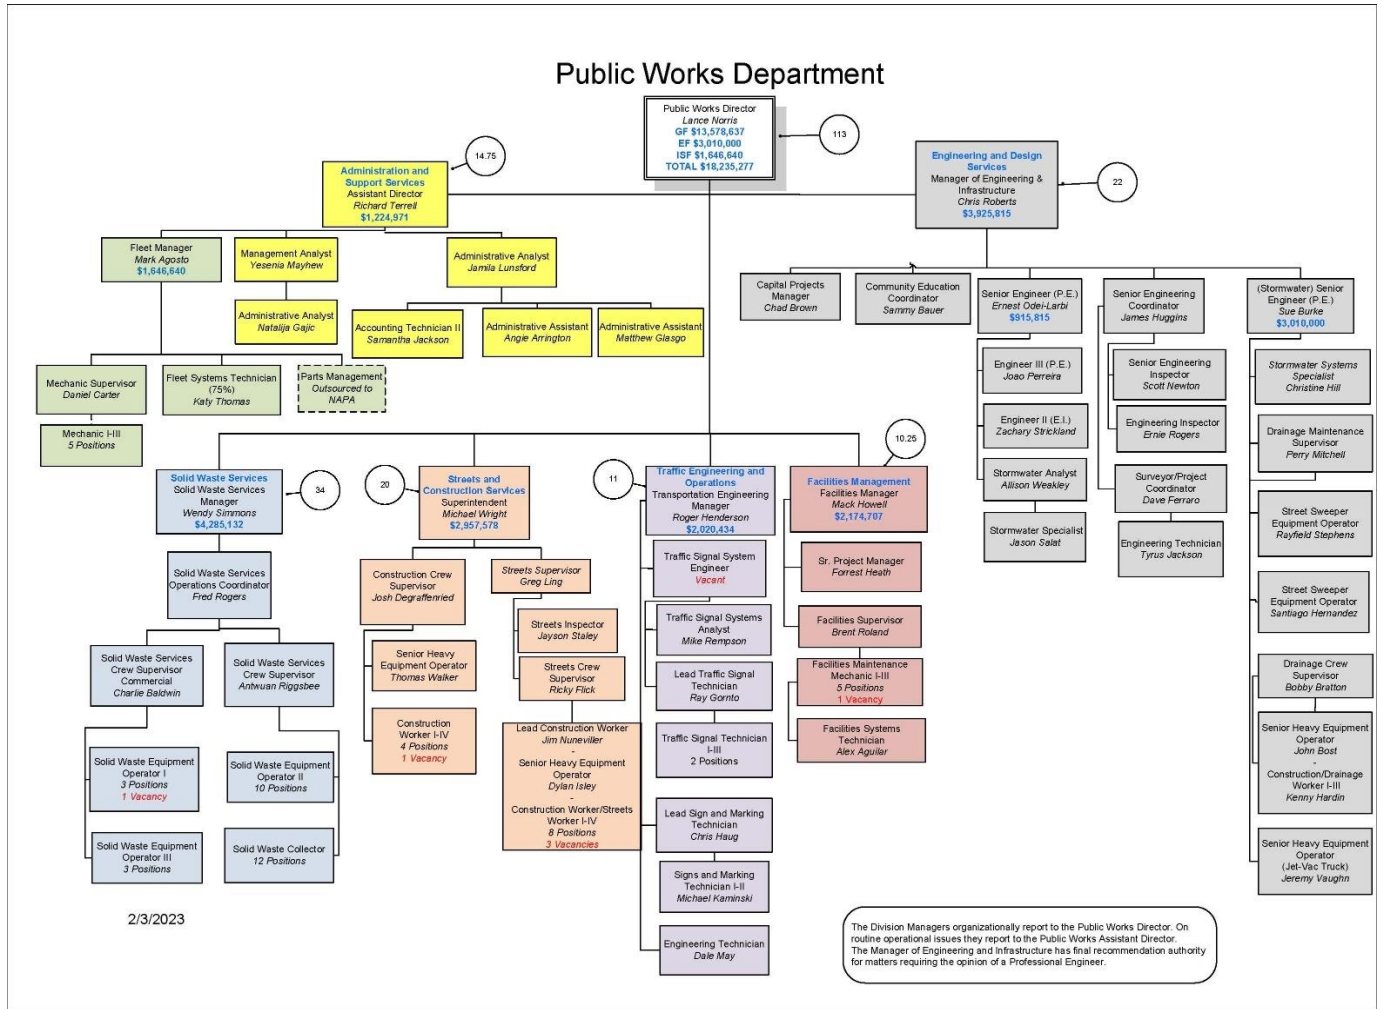 Public Works Department
Public Works Director
Lance Norris
GF $13,578,637
EF $3,010,000
ISF $1,646,640
TOTAL $18,235,277
113
14.75
Administration and
Support Services
Assistant Director
Richard Terrell
$1,224,971
Engineering and Design
Services
Manager of Engineering &
Infrastructure
Chris Roberts
$3,925,815
22
Fleet Manager
Mark Agosto
$1,646,640
Management Analyst
Yesenia Mayhew
Administrative Analyst
Jamila Lunsford
Administrative Analyst
Natalija Gajic
Accounting Technician II
Samantha Jackson
Administrative Assistant
Angie Arrington
Administrative Assistant
Matthew Glasgo
Mechanic Supervisor
Daniel Carter
Fleet Systems Technician
(75%)
Katy Thomas
Parts Management
Outsourced to
NAPA
Mechanic I-III
5 Positions
Capital Projects
Manager
Chad Brown
Community Education
Coordinator
Sammy Bauer
Senior Engineer (P.E.)
Ernest Odei-Larbi
$915,815
Senior Engineering
Coordinator
James Huggins
(Stormwater) Senior
Engineer (P.E.)
Sue Burke
$3,010,000
Engineer III (P.E.)
Joao Perreira
Engineer II (E.I.)
Zachary Strickland
Stormwater Analyst
Allison Weakley
Stormwater Specialist
Jason Salat
Senior Engineering
Inspector
Scott Newton
Engineering Inspector
Ernie Rogers
Surveyor/Project
Coordinator
Dave Ferraro
Engineering Technician
Tyrus Jackson
Stormwater Systems
Specialist
Christine Hill
Drainage Maintenance
Supervisor
Perry Mitchell
Street Sweeper
Equipment Operator
Rayfield Stephens
Street Sweeper
Equipment Operator
Santiago Hernandez
Drainage Crew
Supervisor
Bobby Bratton
Senior Heavy Equipment
Operator
John Bost
-
Construction/Drainage
Worker I-III
Kenny Hardin
Senior Heavy Equipment
Operator
(Jet-Vac Truck)
Jeremy Vaughn
Solid Waste Services
Solid Waste Services
Manager
Wendy Simmons
$4,285,132
34
Solid Waste Services
Operations Coordinator
Fred Rogers
Solid Waste Services
Crew Supervisor
Commercial
Charlie Baldwin
Solid Waste Services
Crew Supervisor
Antwuan Riggsbee
Solid Waste Equipment
Operator I
3 Positions
1 Vacancy
Solid Waste Equipment
Operator II
10 Positions
Solid Waste Equipment
Operator III
3 Positions
Solid Waste Collector
12 Positions
20
Streets and
Construction Services
Superintendent
Michael Wright
$2,957,578
Construction Crew
Supervisor
Josh Degraffenried
Streets Supervisor
Greg Ling
Senior Heavy
Equipment Operator
Thomas Walker
Construction
Worker I-IV
4 Positions
1 Vacancy
Streets Inspector
Jayson Staley
Streets Crew
Supervisor
Ricky Flick
Lead Construction Worker
Jim Nuneviller
-
Senior Heavy Equipment
Operator
Dylan Isley
-
Construction Worker/Streets
Worker I-IV
8 Positions
3 Vacancies
11
Traffic Engineering and
Operations
Transportation Engineering
Manager
Roger Henderson
$2,020,434
Traffic Signal System
Engineer
Vacant
Traffic Signal Systems
Analyst
Mike Rempson
Lead Traffic Signal
Technician
Ray Gornto
Traffic Signal Technician
I-III
2 Positions
Lead Sign and Marking
Technician
Chris Haug
Signs and Marking
Technician I-II
Michael Kaminski
Engineering Technician
Dale May
10.25
Facilities Management
Facilities Manager
Mack Howell
$2,174,707
Sr. Project Manager
Forrest Heath
Facilities Supervisor
Brent Roland
Facilities Maintenance
Mechanic I-III
5 Positions
1 Vacancy
Facilities Systems
Technician
Alex Aguilar
2/3/2023
The Division Managers organizationally report to the Public Works Director. On
routine operational issues they report to the Public Works Assistant Director.
The Manager of Engineering and Infrastructure has final recommendation authority
for matters requiring the opinion of a Professional Engineer.